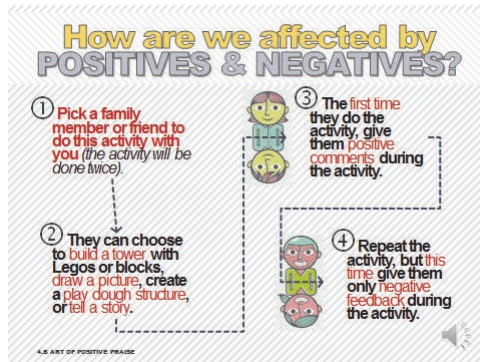 How are we affected by
POSITIVES & NEGATIVES?
1 Pick a family
member or friend to
do this activity with
you (the activity will be
done twice).
2 They can choose
to build a tower with
Legos or blocks,
draw a picture, create
a play dough structure,
or tell a story.
3 The first time
they do the
activity, give
them positive
comments during
the activity.
4 Repeat the
activity, but this
time give them
only negative
feedback during
the activity.
4.B ART OF POSITIVE PRAISE